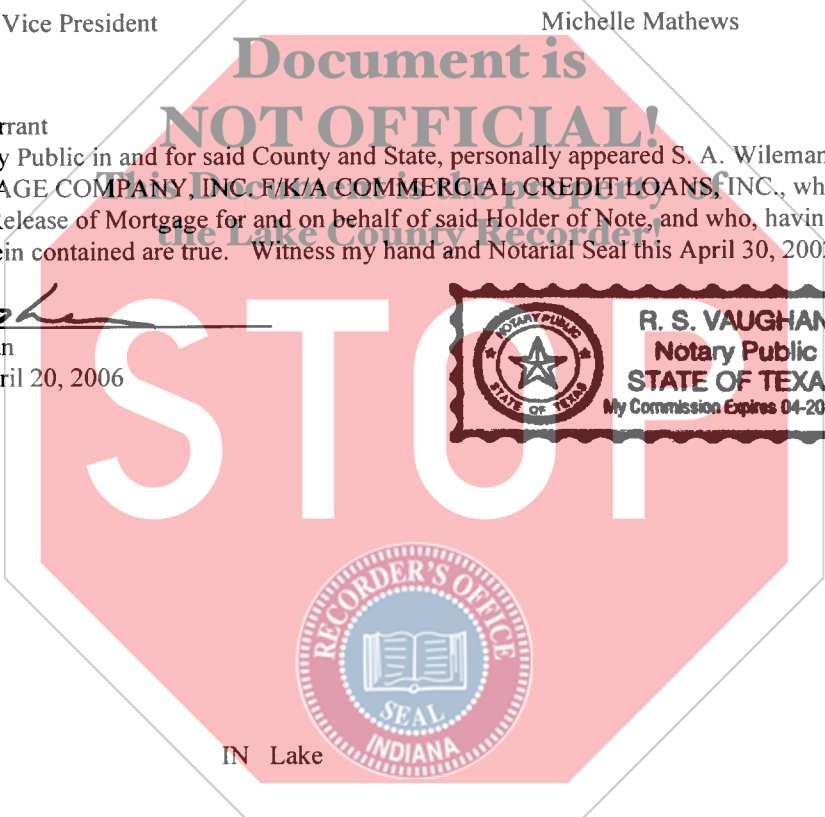 Vice President Michelle Mathews
Document is
NOT OFFICIAL!
rrant
y Public in and for said County and State, personally appeared S. A. Wileman
This Document is the property of
AGE COMPANY, INC. F/K/A COMMERCIAL CREDIT LOANS, INC., wh
Release of Mortgage for and on behalf of said Holder of Note, and who, havin
the Lake County Recorder!
ein contained are true. Witness my hand and Notarial Seal this April 30, 2002
n
ril 20, 2006
R. S. VAUGHAN
Notary Public
STATE OF TEXA
My Commission Expires 04-20
NOTARY PUBLIC
STATE OF TEXAS
STOP
RECORDER'S OFFICE
SEAL
INDIANA
IN Lake